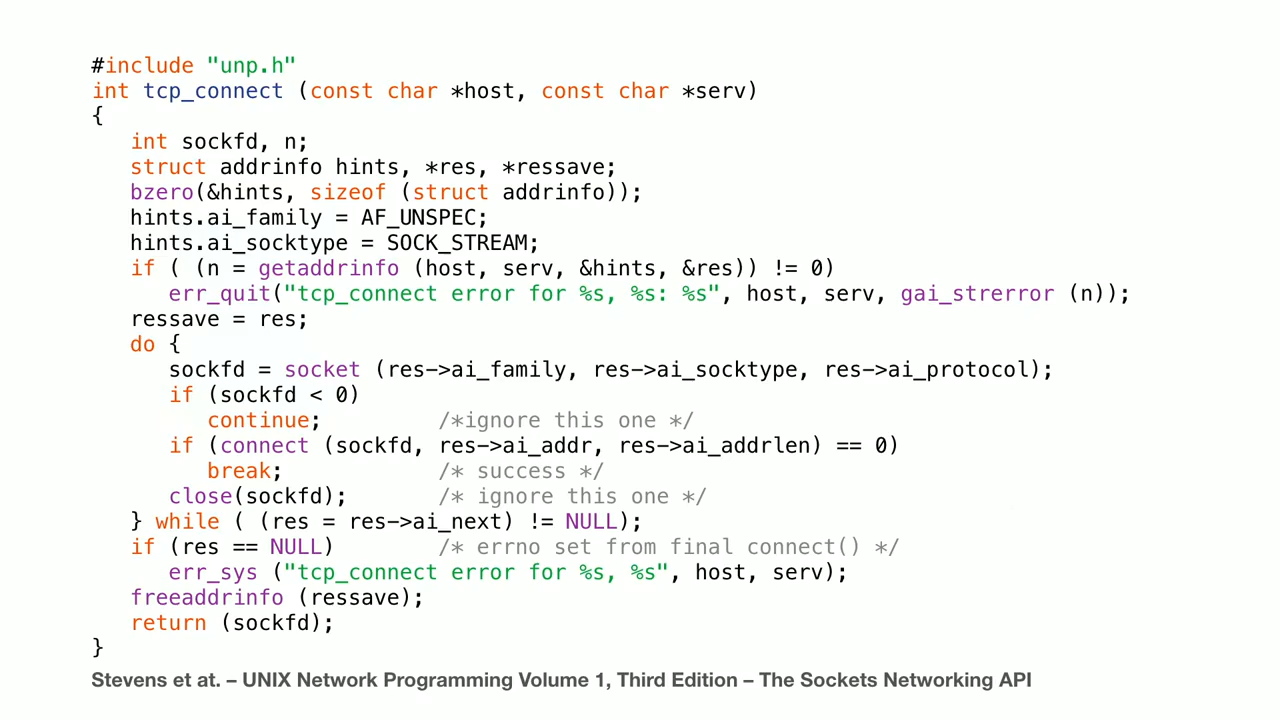 #include "unp.h"
int tcp_connect (const char *host, const char *serv)
{
   int sockfd, n;
   struct addrinfo hints, *res, *ressave;
   bzero(&hints, sizeof (struct addrinfo));
   hints.ai_family = AF_UNSPEC;
   hints.ai_socktype = SOCK_STREAM;
   if ( (n = getaddrinfo (host, serv, &hints, &res)) != 0)
      err_quit("tcp_connect error for %s, %s: %s", host, serv, gai_strerror (n));
   ressave = res;
   do {
      sockfd = socket (res->ai_family, res->ai_socktype, res->ai_protocol);
      if (sockfd < 0)
         continue;         /*ignore this one */
      if (connect (sockfd, res->ai_addr, res->ai_addrlen) == 0)
         break;            /* success */
      close(sockfd);       /* ignore this one */
   } while ( (res = res->ai_next) != NULL);
   if (res == NULL)        /* errno set from final connect() */
      err_sys ("tcp_connect error for %s, %s", host, serv);
   freeaddrinfo (ressave);
   return (sockfd);
}
Stevens et at. – UNIX Network Programming Volume 1, Third Edition – The Sockets Networking API